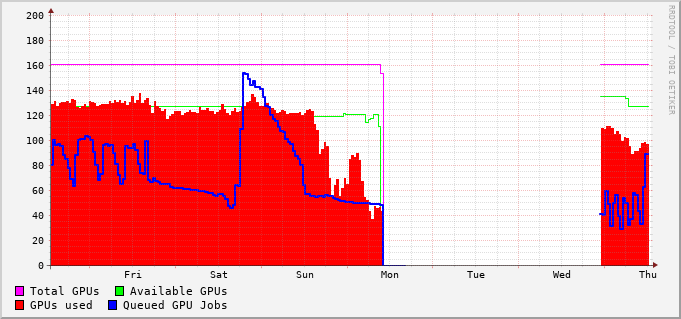 200
180
160
140
120
100
80
60
40
20
0
Fri Sat Sun Mon Tue Wed Thu
Total GPUs Available GPUs
GPUs used Queued GPU Jobs
RRDTOOL / TOBI OETIKER